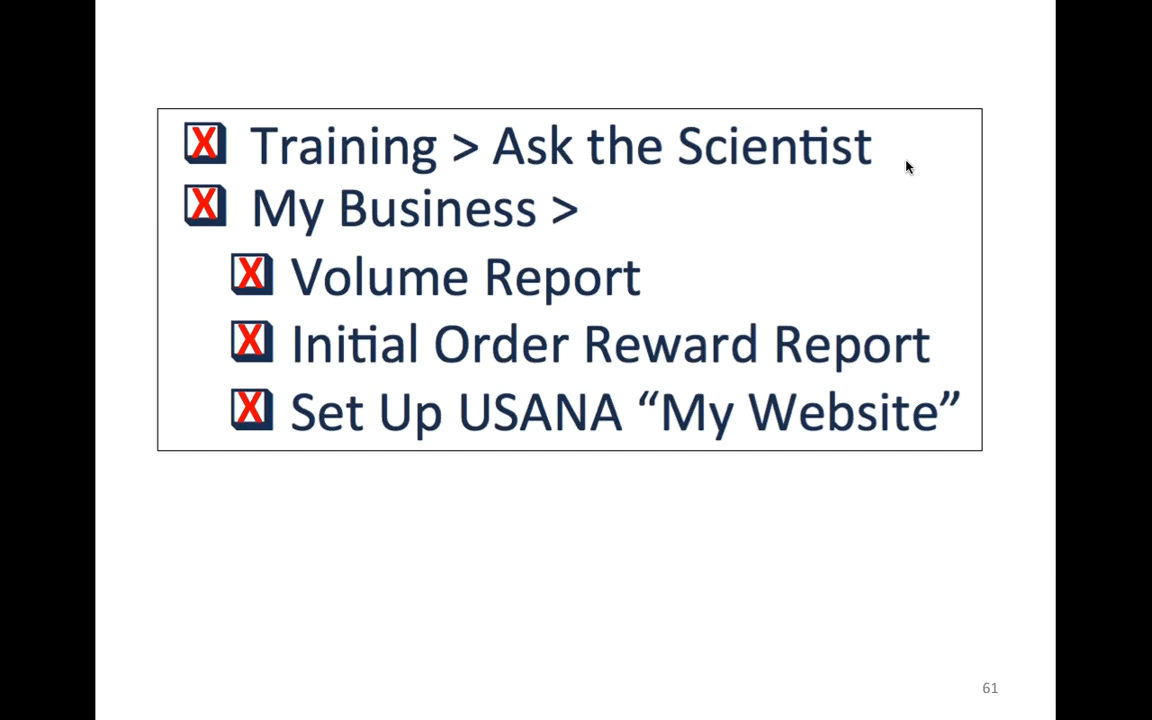 X Training > Ask the Scientist
X My Business >
X Volume Report
X Initial Order Reward Report
X Set Up USANA “My Website”
61